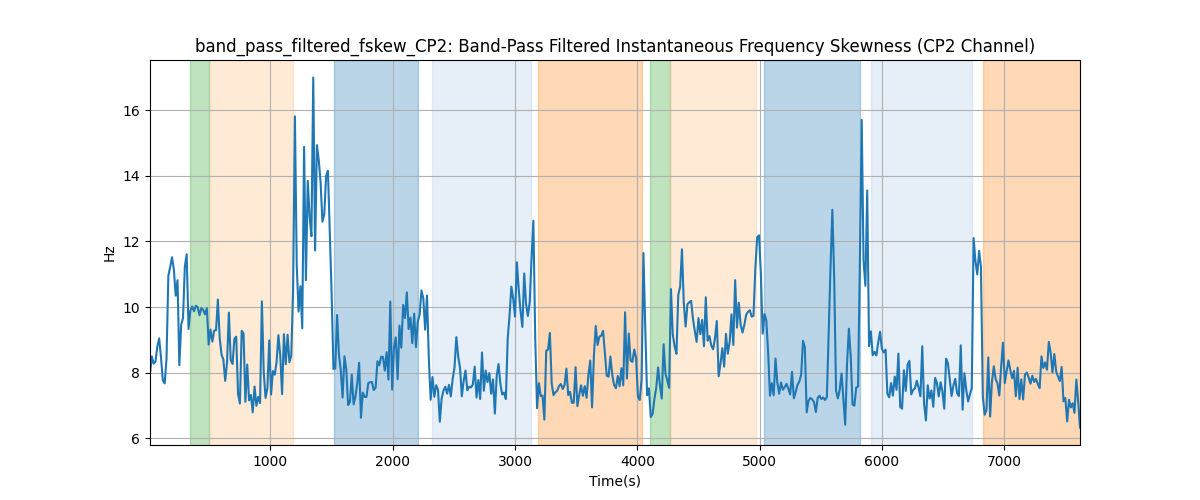 band_pass_filtered_fskew_CP2: Band-Pass Filtered Instantaneous Frequency Skewness (CP2 Channel)
16
14
12
10
8
6
Hz
1000 2000 3000 4000 5000 6000 7000
Time(s)